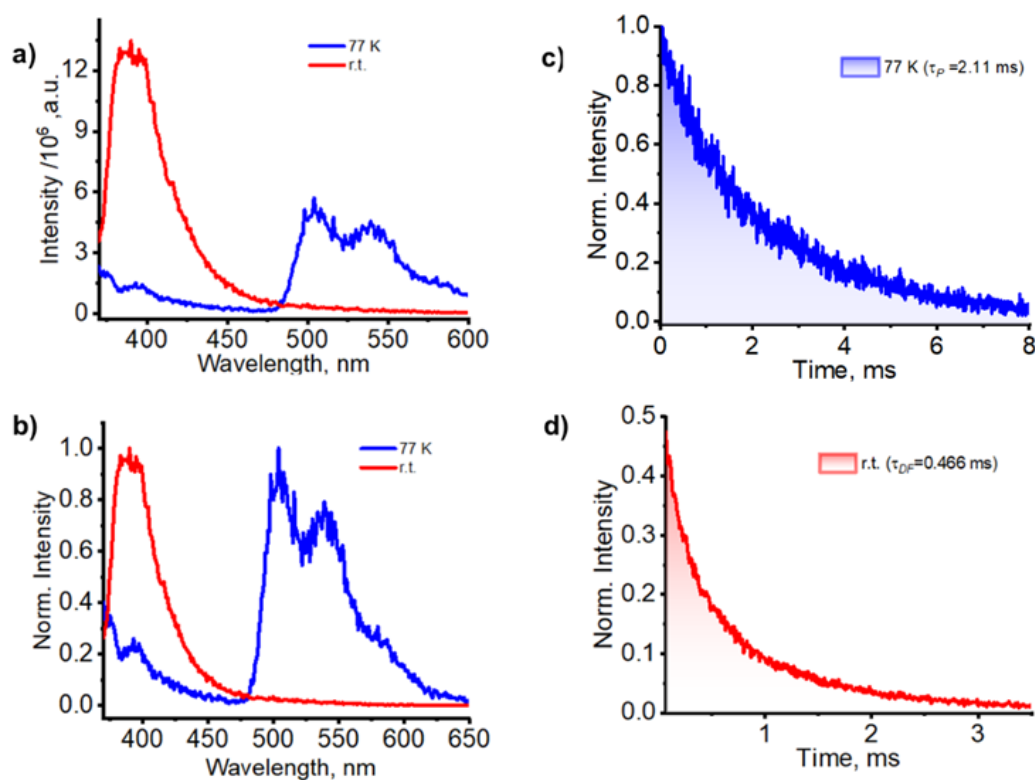 a)
77 K
r.t.
Intensity /10⁶ ,a.u.
12
9
6
3
0
400 450 500 550 600
Wavelength, nm
c)
77 K (τP =2.11 ms)
Norm. Intensity
1.0
0.8
0.6
0.4
0.2
0.0
0 2 4 6 8
Time, ms
b)
77 K
r.t.
Norm. Intensity
1.0
0.8
0.6
0.4
0.2
0.0
400 450 500 550 600 650
Wavelength, nm
d)
r.t. (τDF=0.466 ms)
Norm. Intensity
0.5
0.4
0.3
0.2
0.1
0.0
1 2 3
Time, ms